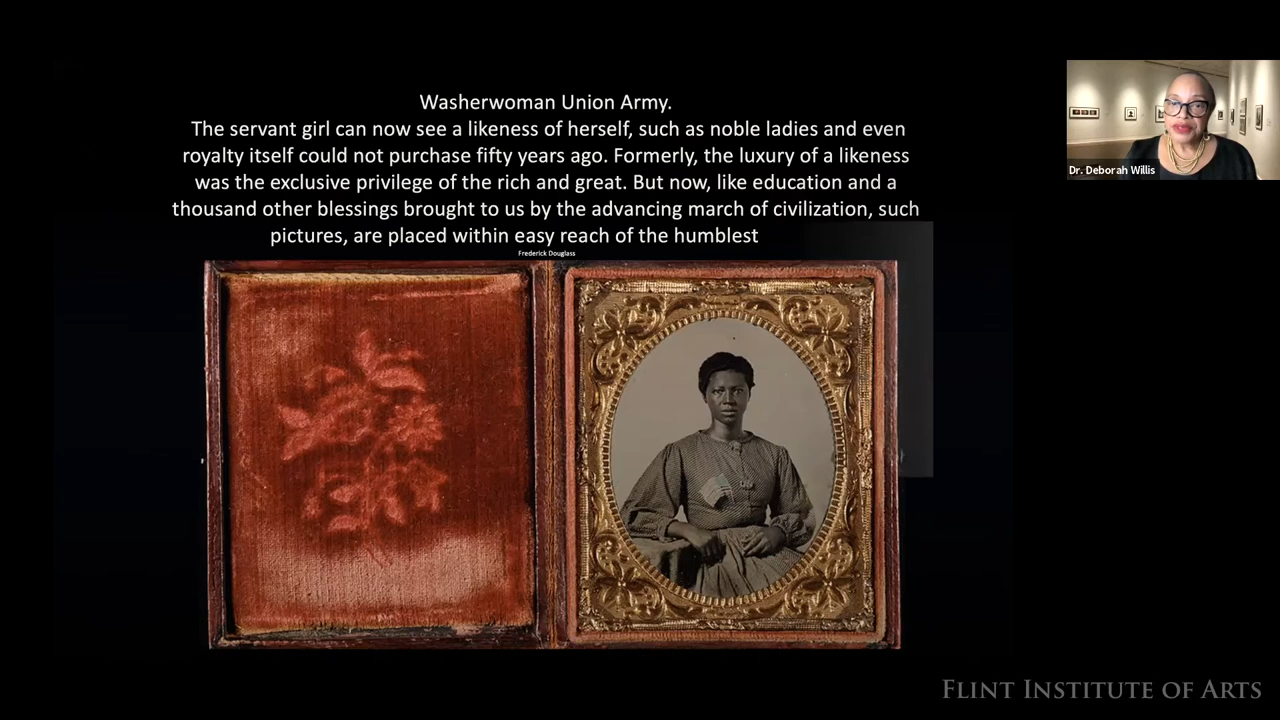 Washerwoman Union Army.
The servant girl can now see a likeness of herself, such as noble ladies and even
royalty itself could not purchase fifty years ago. Formerly, the luxury of a likeness
was the exclusive privilege of the rich and great. But now, like education and a
thousand other blessings brought to us by the advancing march of civilization, such
pictures, are placed within easy reach of the humblest
Frederick Douglass
Dr. Deborah Willis
FLINT INSTITUTE OF ARTS